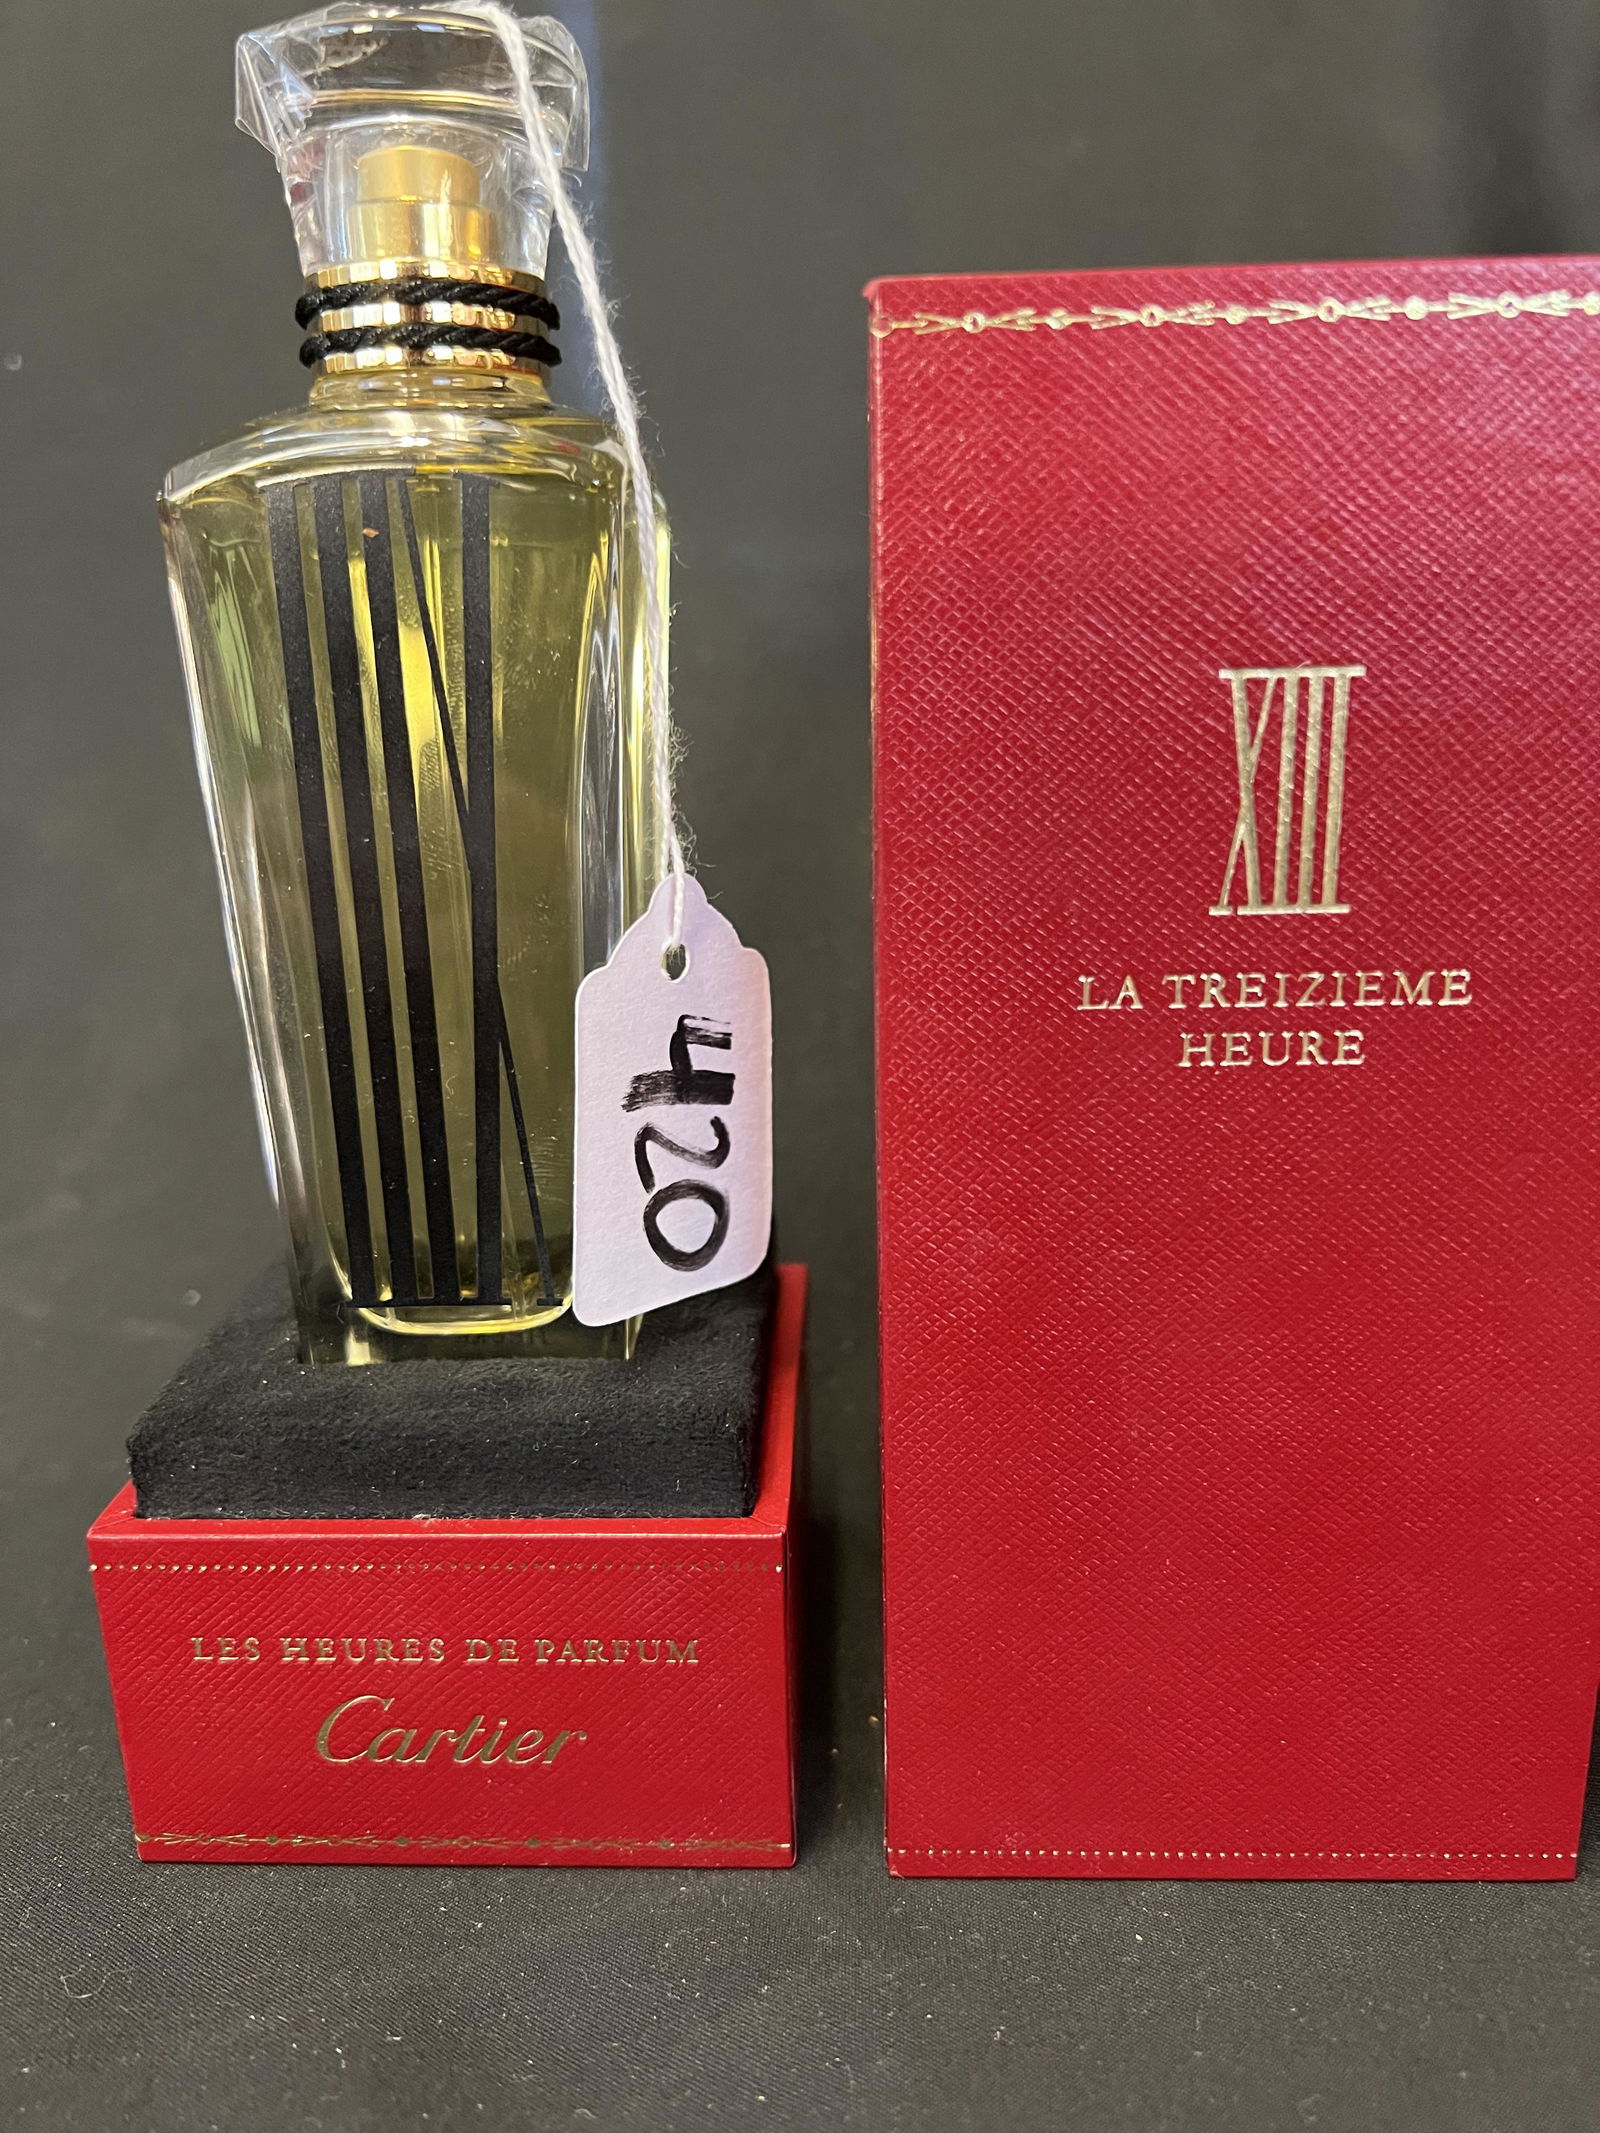 420
LES HEURES DE PARFUM
Cartier
XIII
LA TREIZIEME
HEURE